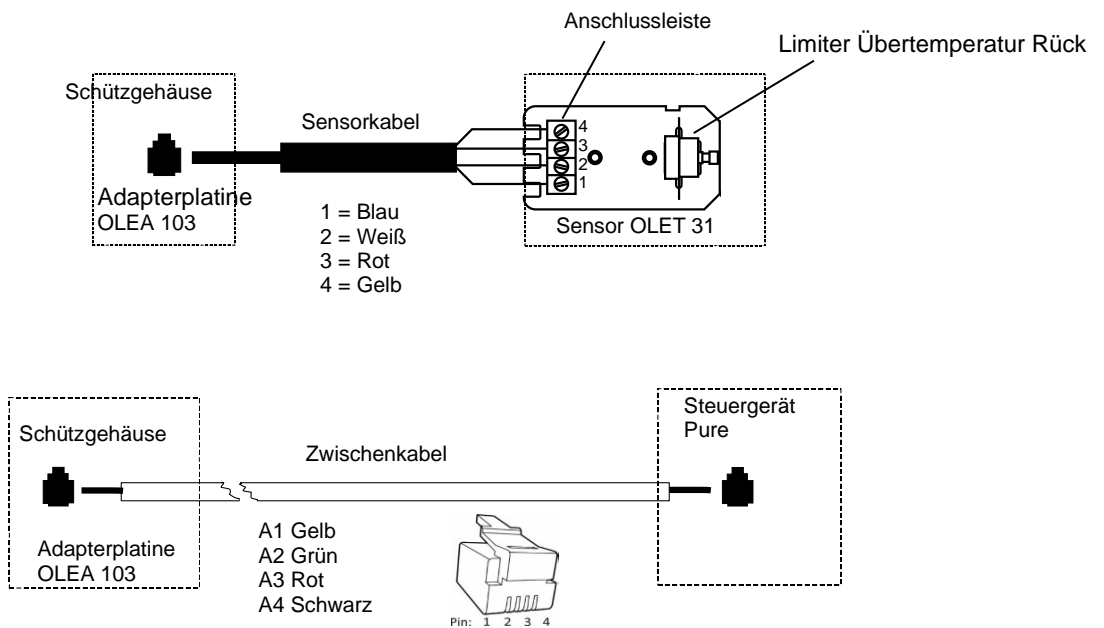 Anschlussleiste
Limiter Übertemperatur Rück
Schützgehäuse
Sensorkabel
4
3
2
1
Adapterplatine
OLEA 103
1 = Blau
2 = Weiß
3 = Rot
4 = Gelb
Sensor OLET 31
Steuergerät
Pure
Schützgehäuse
Zwischenkabel
A1 Gelb
A2 Grün
A3 Rot
A4 Schwarz
Adapterplatine
OLEA 103
Pin: 1 2 3 4